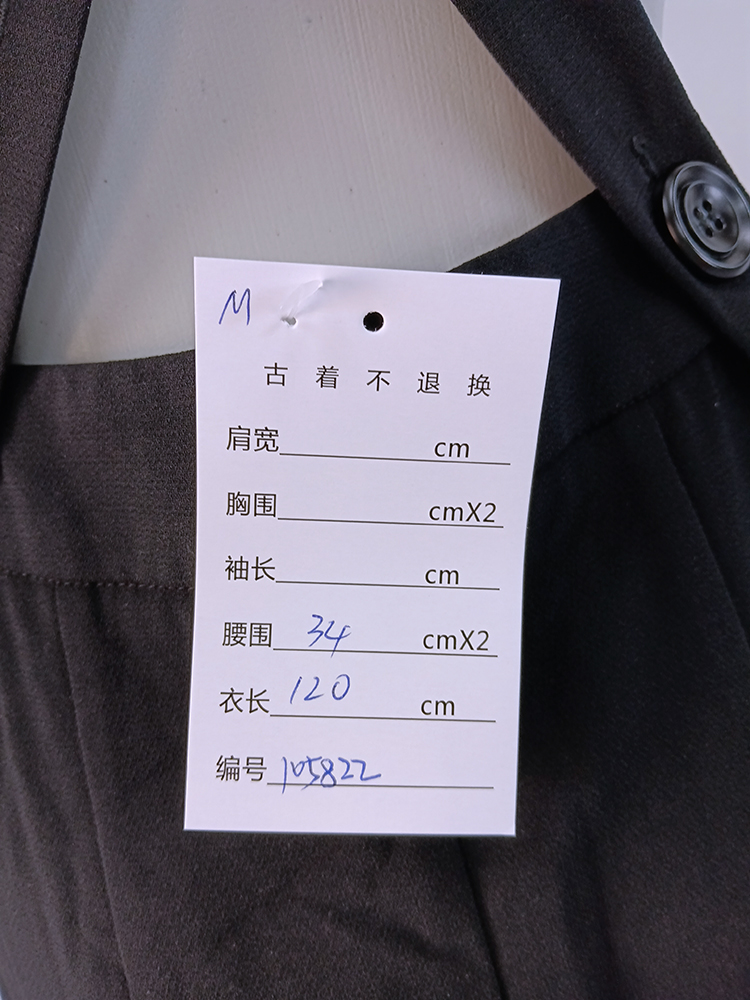 M
古着不退换
肩宽 cm
胸围 cmX2
袖长 cm
腰围 34 cmX2
衣长 120 cm
编号 105822